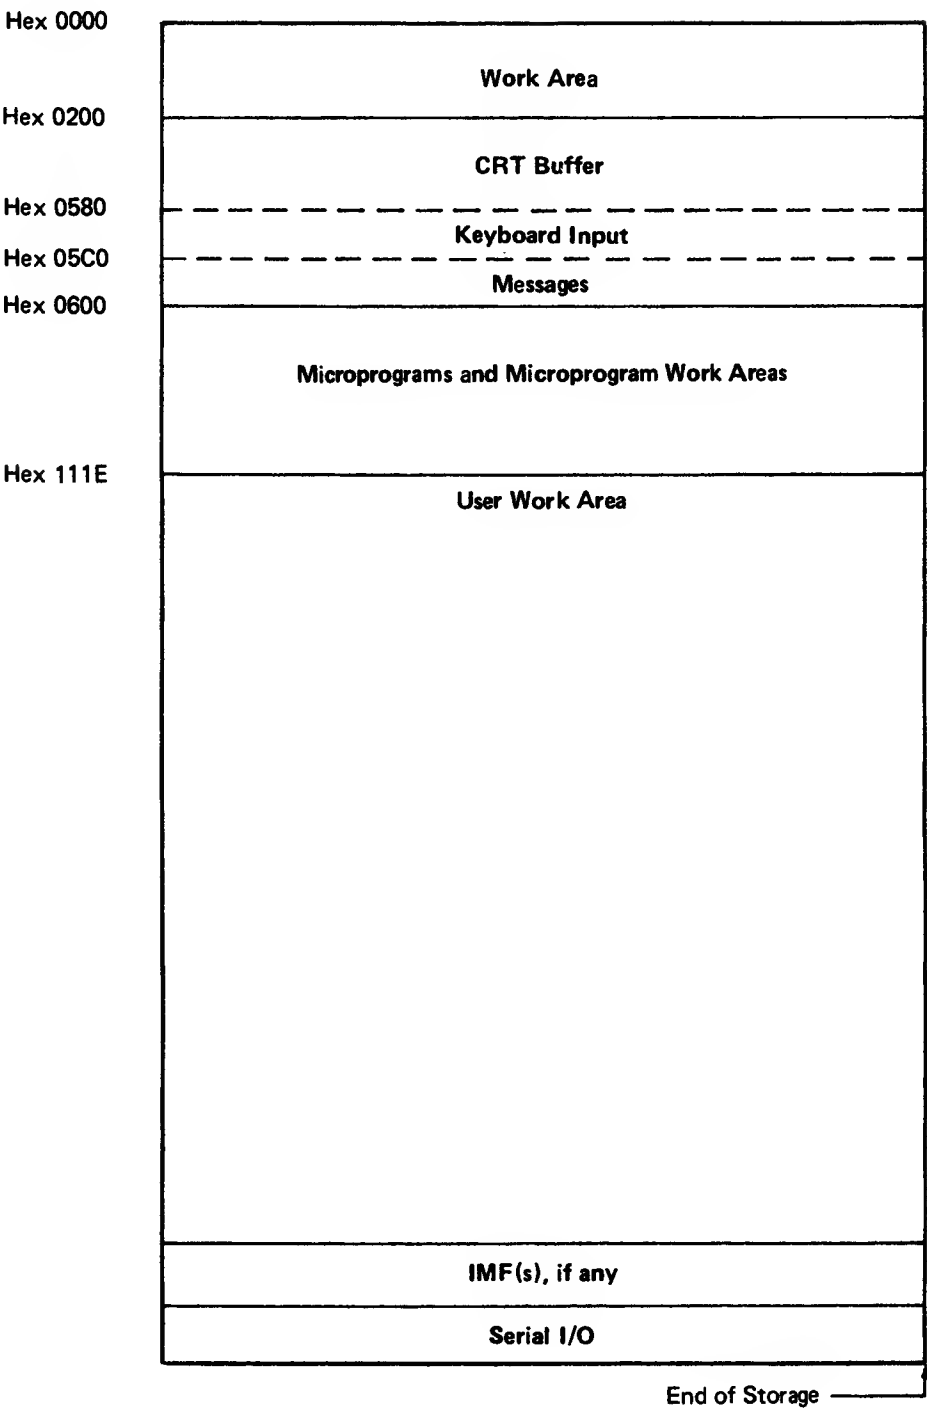 Hex 0000
Work Area
Hex 0200
CRT Buffer
Hex 0580
Keyboard Input
Hex 05C0
Messages
Hex 0600
Microprograms and Microprogram Work Areas
Hex 111E
User Work Area
IMF(s), if any
Serial I/O
End of Storage